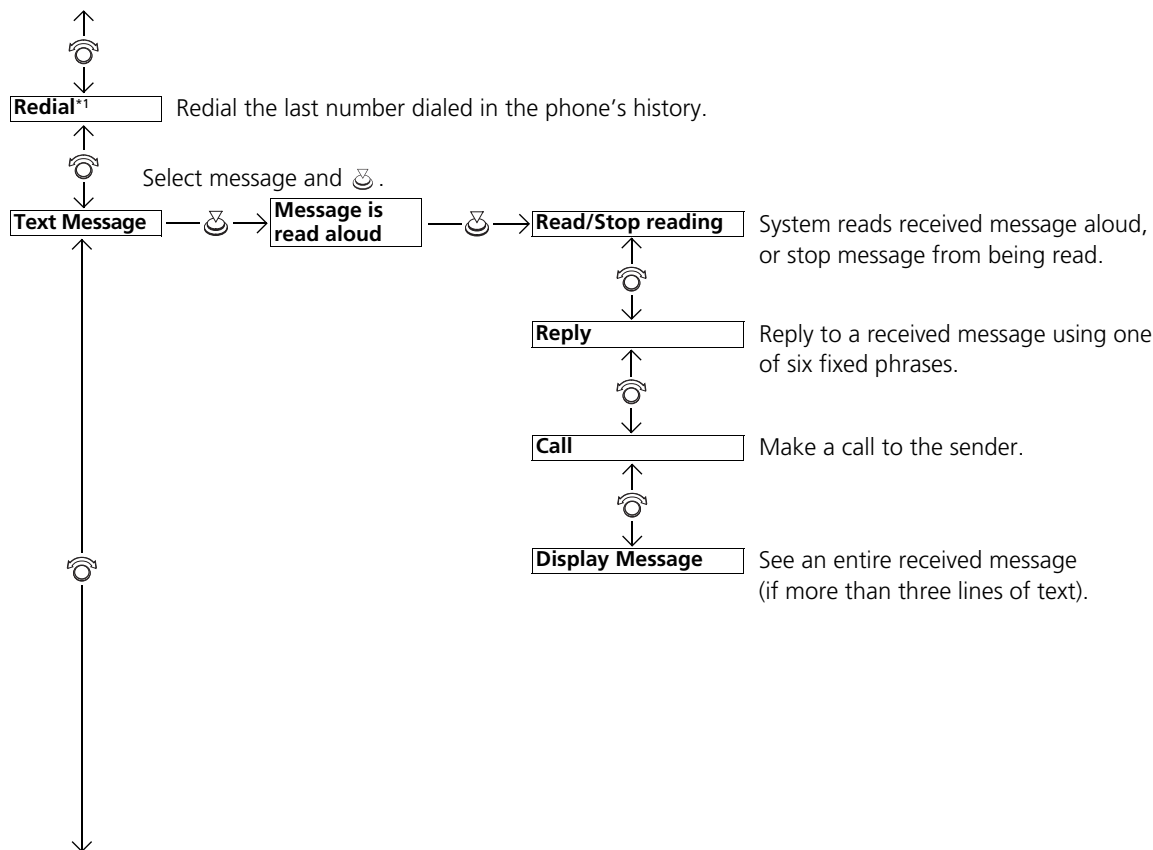 Redial*1
Redial the last number dialed in the phone's history.
Select message and .
Text Message
Message is
read aloud
Read/Stop reading
System reads received message aloud,
or stop message from being read.
Reply
Reply to a received message using one
of six fixed phrases.
Call
Make a call to the sender.
Display Message
See an entire received message
(if more than three lines of text).